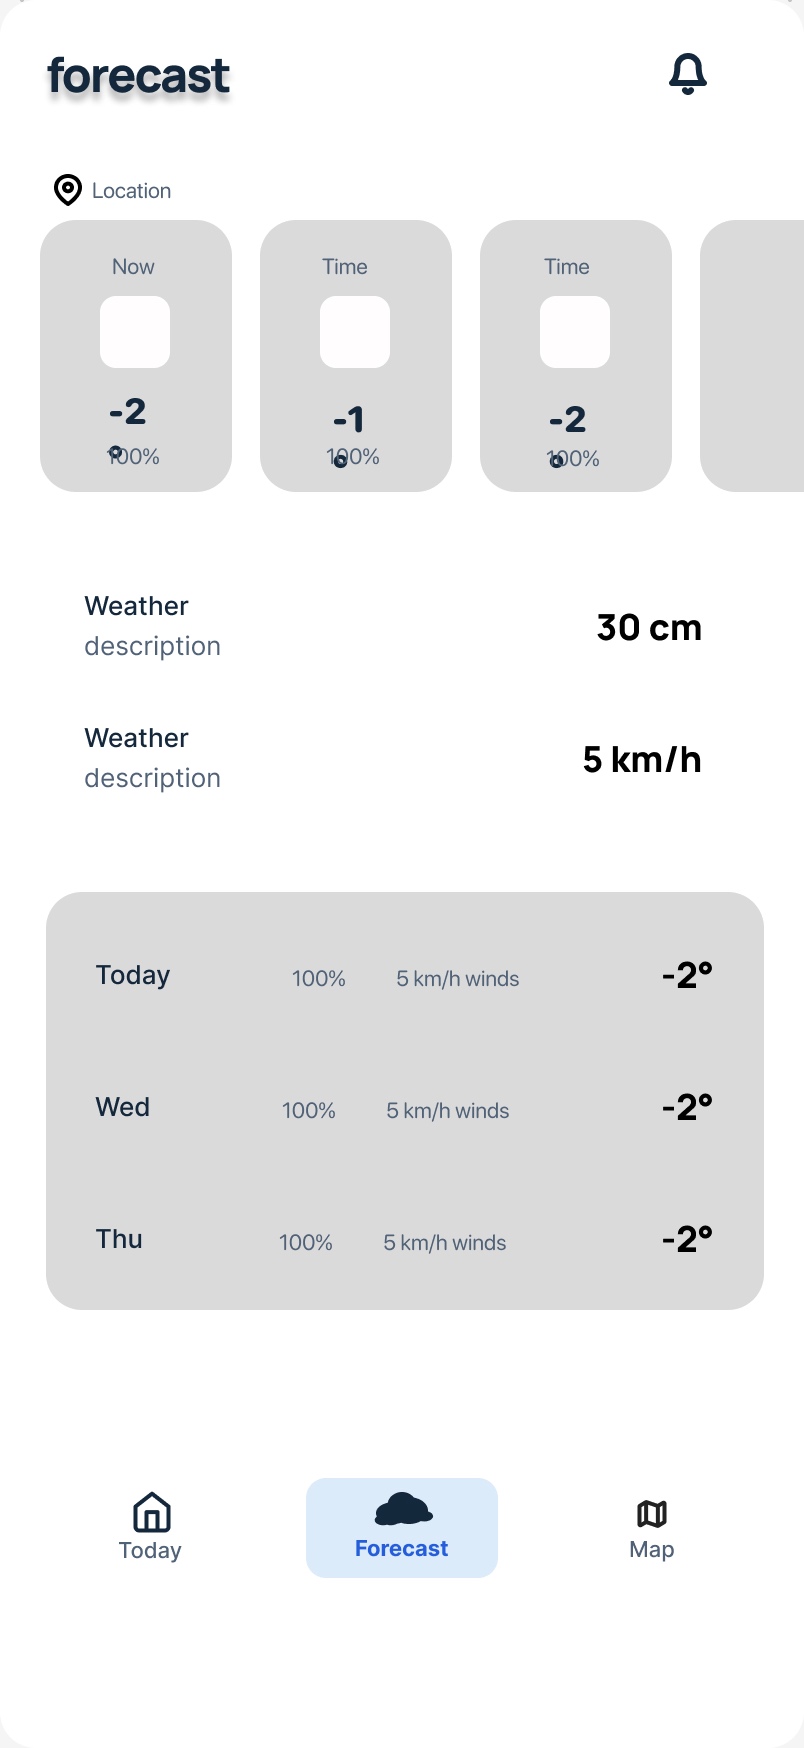 forecast
Location
Now
Time
Time
-2
°
100%
-1
°
100%
-2
°
100%
Weather
description
30 cm
Weather
description
5 km/h
Today 100% 5 km/h winds -2°
Wed 100% 5 km/h winds -2°
Thu 100% 5 km/h winds -2°
Today
Forecast
Map